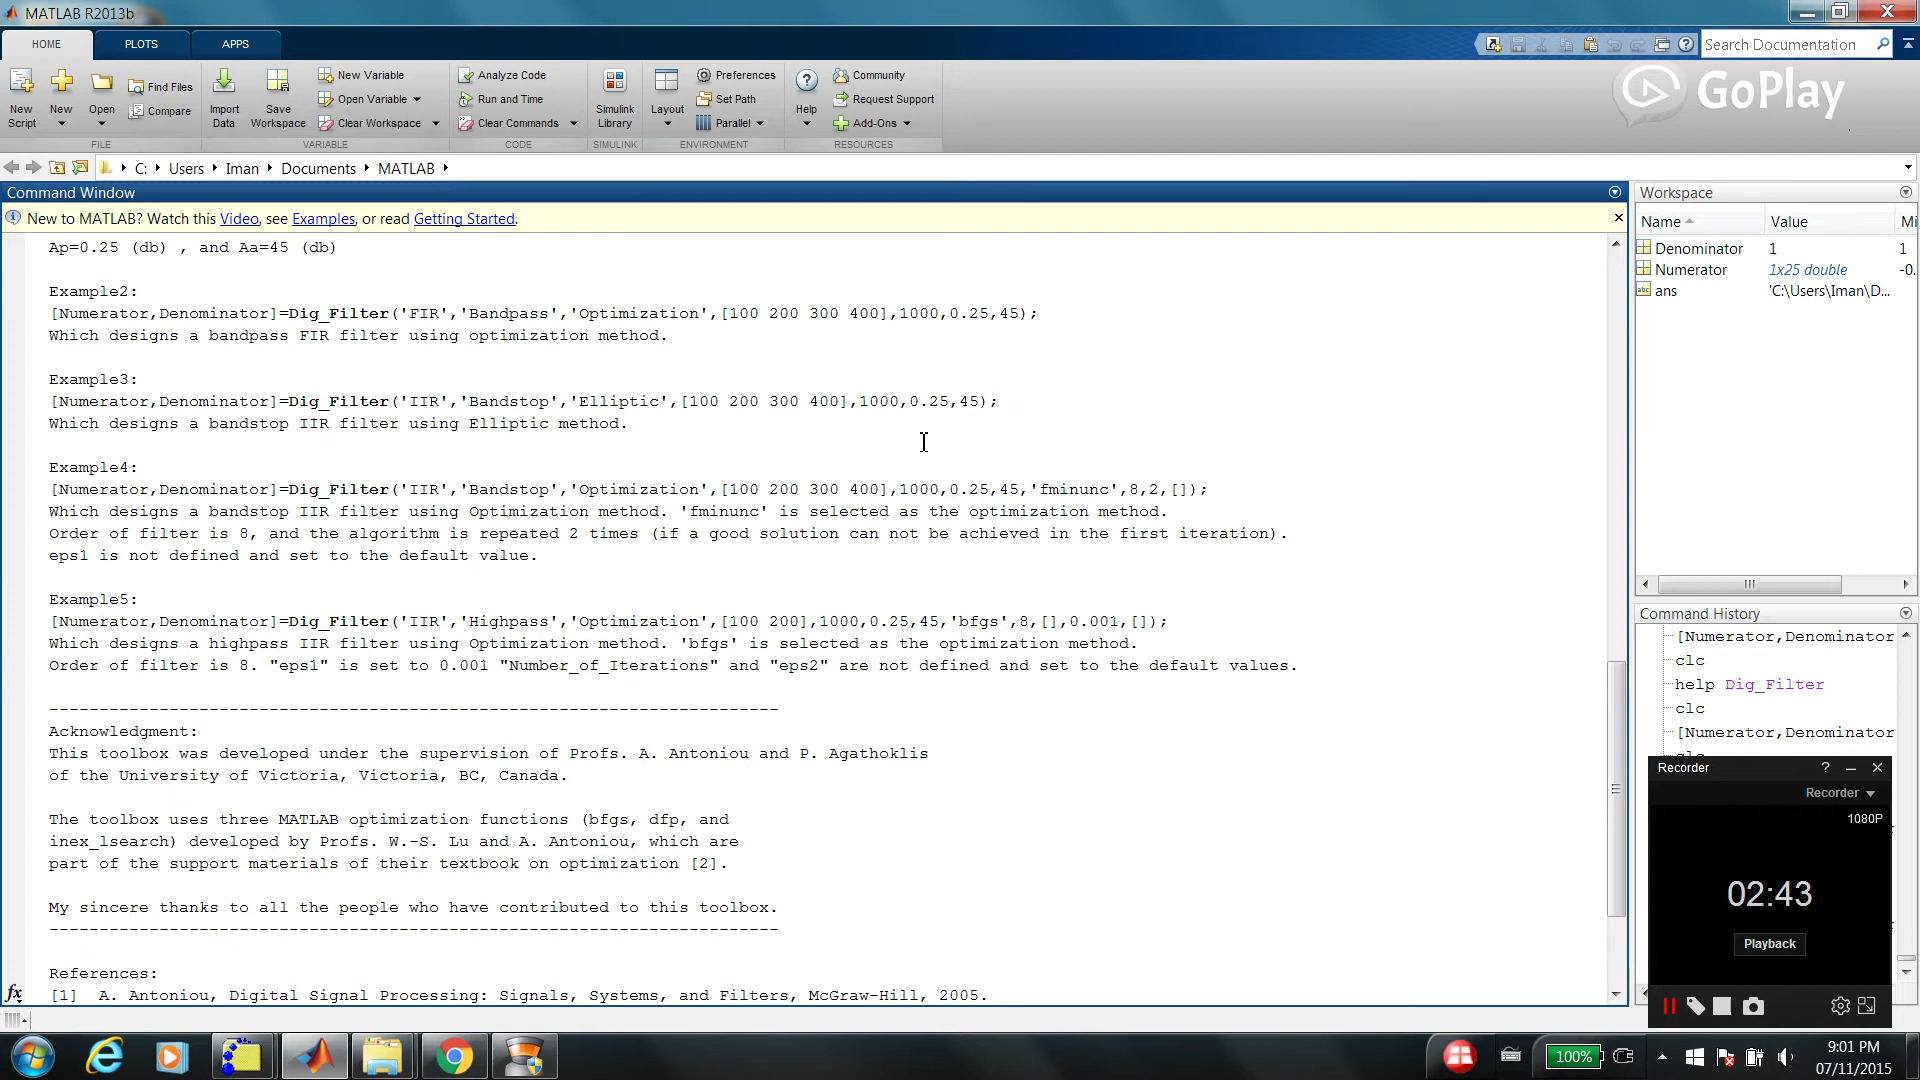 MATLAB R2013b
HOME
PLOTS
APPS
Search Documentation
New Script
New
Open
Find Files
Compare
Import Data
Save Workspace
New Variable
Open Variable
Clear Workspace
Analyze Code
Run and Time
Clear Commands
Simulink Library
Layout
Preferences
Set Path
Parallel
Help
Community
Request Support
Add-Ons
GoPlay
FILE
VARIABLE
CODE
SIMULINK
ENVIRONMENT
RESOURCES
C: Users Iman Documents MATLAB
Command Window
New to MATLAB? Watch this Video, see Examples, or read Getting Started.
Ap=0.25 (db) , and Aa=45 (db)
Example2:
[Numerator,Denominator]=Dig_Filter('FIR','Bandpass','Optimization',[100 200 300 400],1000,0.25,45);
Which designs a bandpass FIR filter using optimization method.
Example3:
[Numerator,Denominator]=Dig_Filter('IIR','Bandstop','Elliptic',[100 200 300 400],1000,0.25,45);
Which designs a bandstop IIR filter using Elliptic method.
Example4:
[Numerator,Denominator]=Dig_Filter('IIR','Bandstop','Optimization',[100 200 300 400],1000,0.25,45,'fminunc',8,2,[]);
Which designs a bandstop IIR filter using Optimization method. 'fminunc' is selected as the optimization method.
Order of filter is 8, and the algorithm is repeated 2 times (if a good solution can not be achieved in the first iteration).
eps1 is not defined and set to the default value.
Example5:
[Numerator,Denominator]=Dig_Filter('IIR','Highpass','Optimization',[100 200],1000,0.25,45,'bfgs',8,[],0.001,[]);
Which designs a highpass IIR filter using Optimization method. 'bfgs' is selected as the optimization method.
Order of filter is 8. "eps1" is set to 0.001 "Number_of_Iterations" and "eps2" are not defined and set to the default values.
-------------------------------------------------------------------------
Acknowledgment:
This toolbox was developed under the supervision of Profs. A. Antoniou and P. Agathoklis
of the University of Victoria, Victoria, BC, Canada.
The toolbox uses three MATLAB optimization functions (bfgs, dfp, and
inex_lsearch) developed by Profs. W.-S. Lu and A. Antoniou, which are
part of the support materials of their textbook on optimization [2].
My sincere thanks to all the people who have contributed to this toolbox.
-------------------------------------------------------------------------
References:
[1] A. Antoniou, Digital Signal Processing: Signals, Systems, and Filters, McGraw-Hill, 2005.
fx
Workspace
Name Value Mi
Denominator 1 1
Numerator 1x25 double -0.
abc ans 'C:\Users\Iman\D...
Command History
[Numerator,Denominator
clc
help Dig_Filter
clc
[Numerator,Denominator
Recorder
Recorder
1080P
02:43
Playback
100%
9:01 PM
07/11/2015